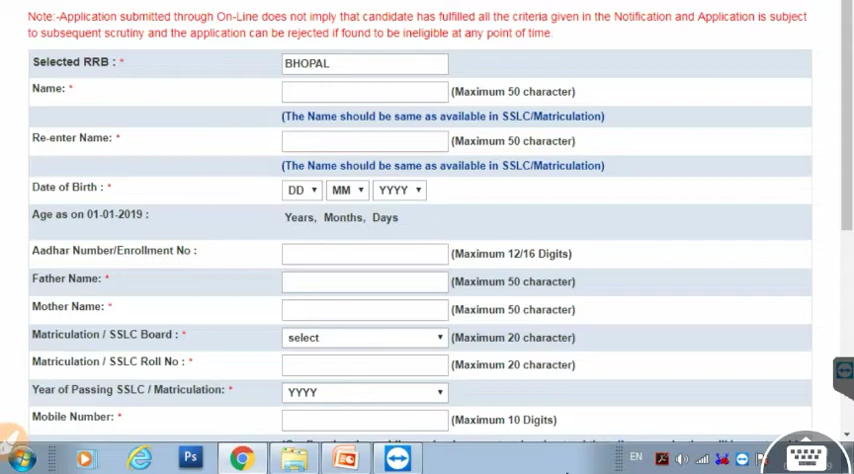 Note:-Application submitted through On-Line does not imply that candidate has fulfilled all the criteria given in the Notification and Application is subject
to subsequent scrutiny and the application can be rejected if found to be ineligible at any point of time.
Selected RRB : * BHOPAL
Name: * (Maximum 50 character)
(The Name should be same as available in SSLC/Matriculation)
Re-enter Name: * (Maximum 50 character)
(The Name should be same as available in SSLC/Matriculation)
Date of Birth : * DD MM YYYY
Age as on 01-01-2019 : Years, Months, Days
Aadhar Number/Enrollment No : (Maximum 12/16 Digits)
Father Name: * (Maximum 50 character)
Mother Name: * (Maximum 50 character)
Matriculation / SSLC Board : * select (Maximum 20 character)
Matriculation / SSLC Roll No : * (Maximum 20 character)
Year of Passing SSLC / Matriculation: * YYYY
Mobile Number: * (Maximum 10 Digits)
Ps EN